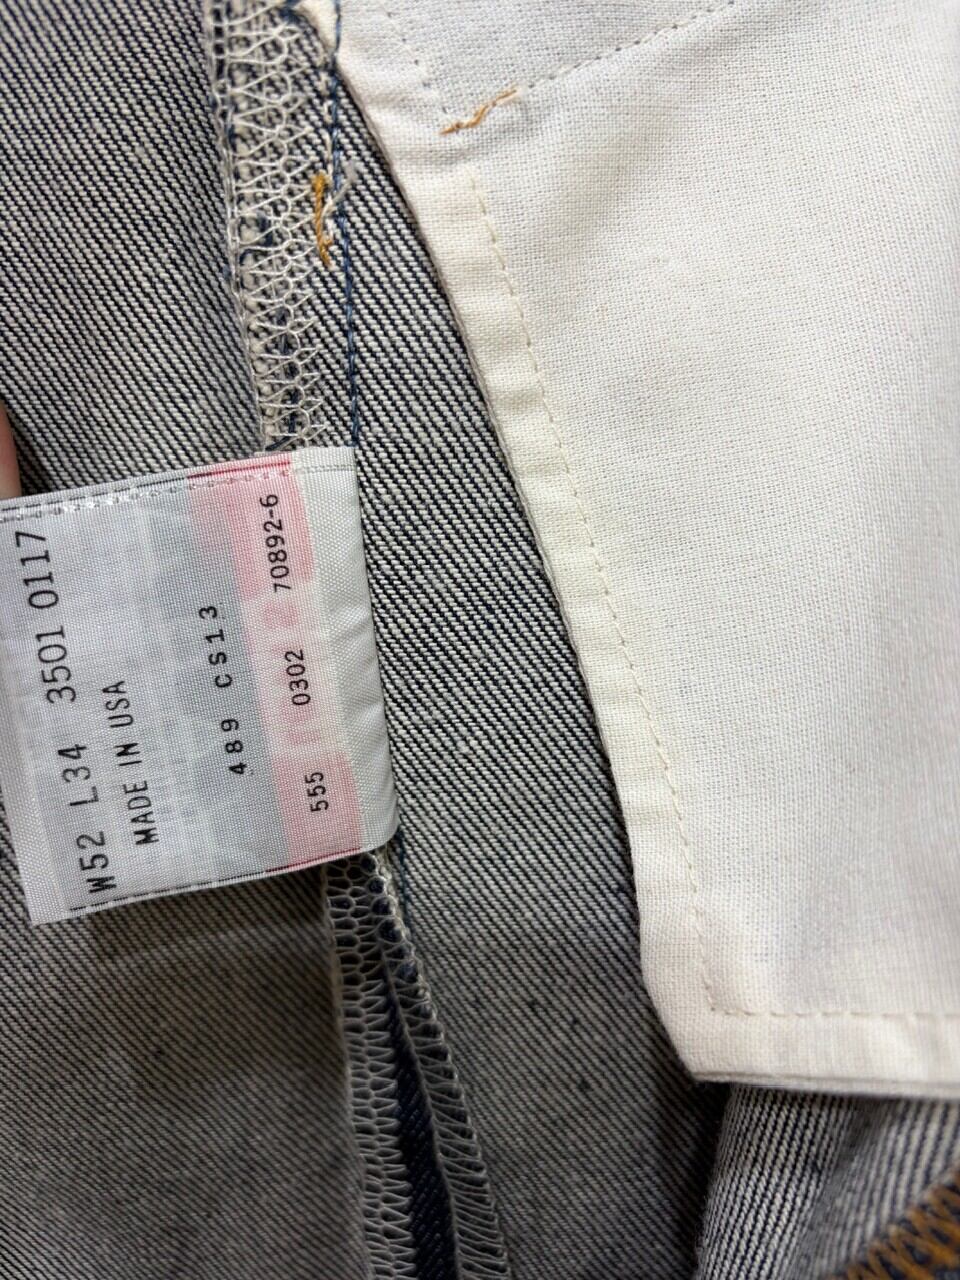 W52 L34 3501 0117
MADE IN USA
489 CS13
555 0302 70892-6